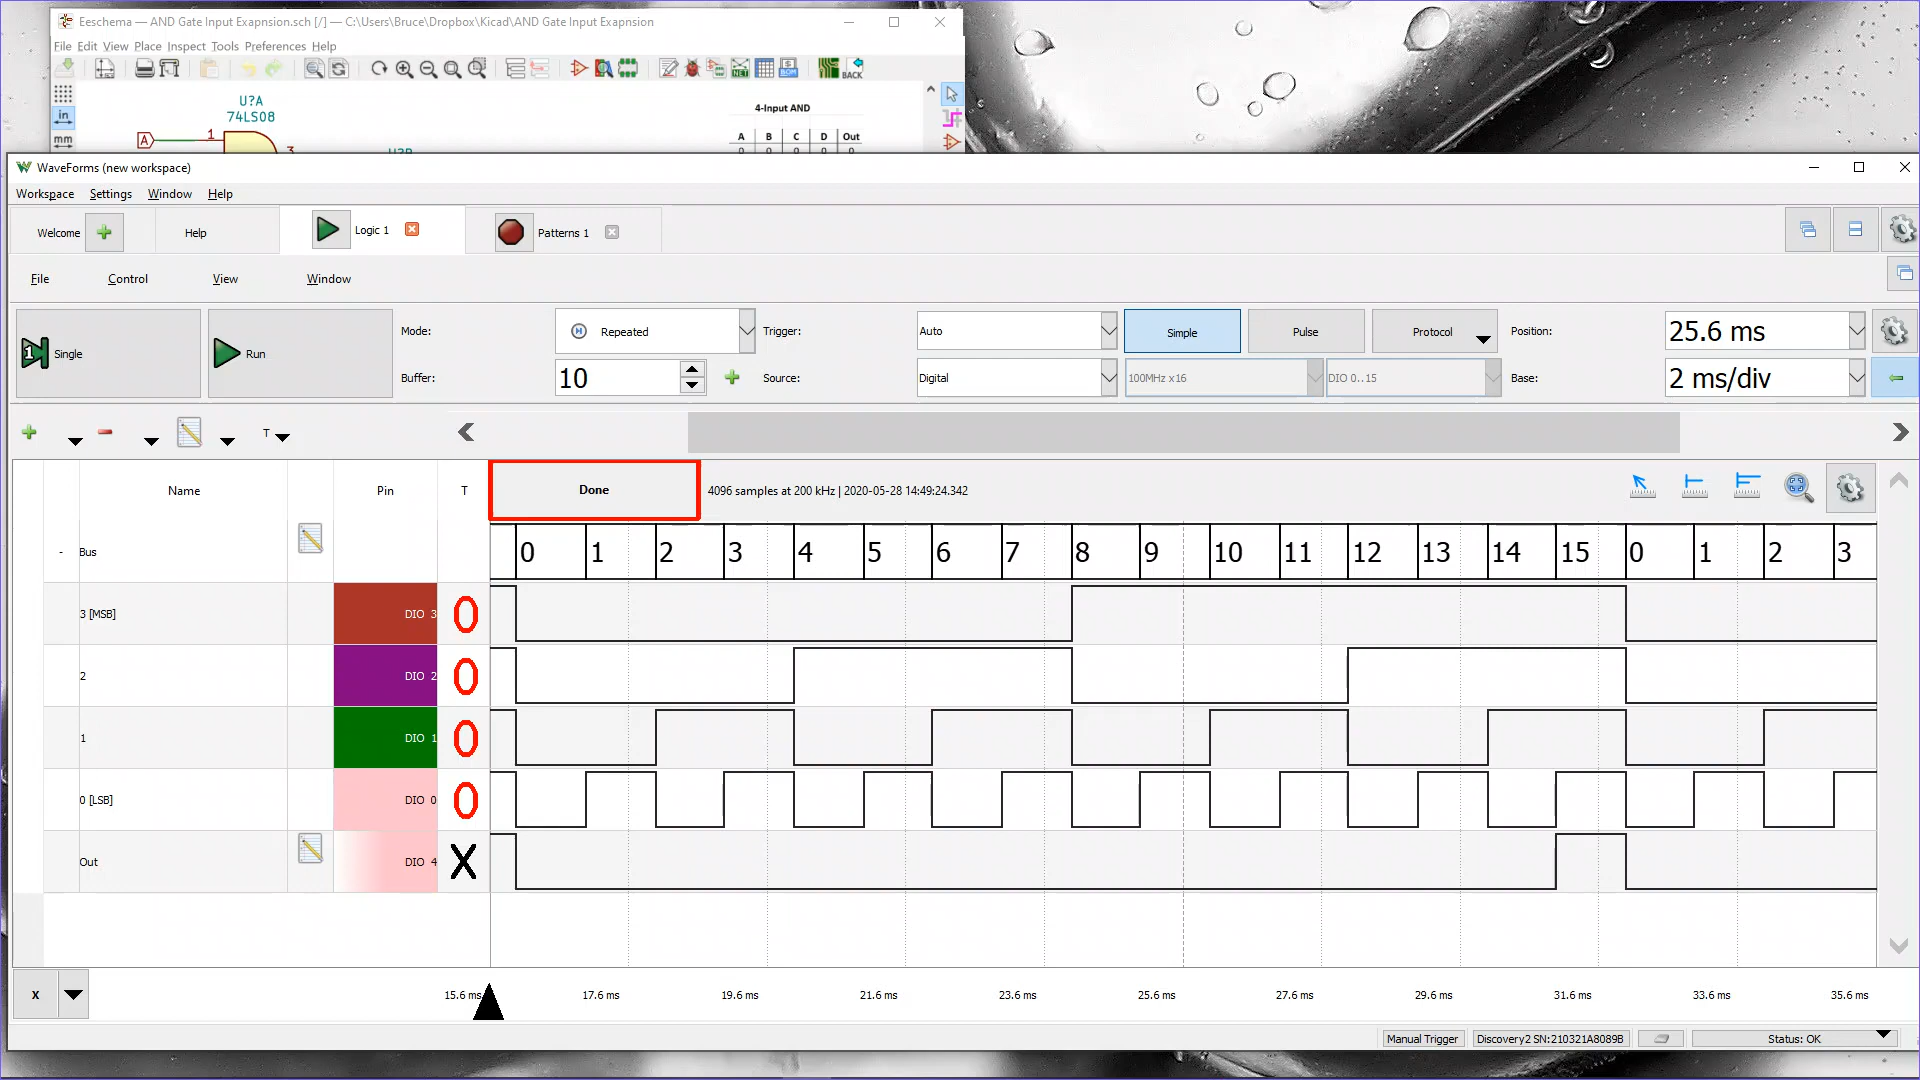 Eeschema — AND Gate Input Exapnsion.sch [/] — C:\Users\Bruce\Dropbox\Kicad\AND Gate Input Exapnsion
File Edit View Place Inspect Tools Preferences Help
NET BOM BACK
in
mm
U?A
74LS08
A 1
3
4-Input AND
A B C D Out
WaveForms (new workspace)
Workspace Settings Window Help
Welcome Help Logic 1 Patterns 1
File Control View Window
Single Run
Mode: Repeated Trigger: Auto Simple Pulse Protocol Position: 25.6 ms
Buffer: 10 Source: Digital 100MHz x16 DIO 0..15 Base: 2 ms/div
T
Name Pin T Done 4096 samples at 200 kHz | 2020-05-28 14:49:24.342
- Bus 0 1 2 3 4 5 6 7 8 9 10 11 12 13 14 15 0 1 2 3
3 [MSB] DIO 3 0
2 DIO 2 0
1 DIO 1 0
0 [LSB] DIO 0 0
Out DIO 4 X
X 15.6 ms 17.6 ms 19.6 ms 21.6 ms 23.6 ms 25.6 ms 27.6 ms 29.6 ms 31.6 ms 33.6 ms 35.6 ms
Manual Trigger Discovery2 SN:210321A8089B Status: OK